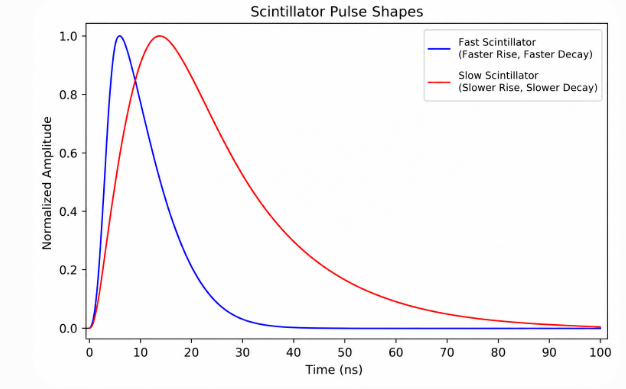 Scintillator Pulse Shapes
Fast Scintillator
(Faster Rise, Faster Decay)
Slow Scintillator
(Slower Rise, Slower Decay)
Normalized Amplitude
1.0
0.8
0.6
0.4
0.2
0.0
0 10 20 30 40 50 60 70 80 90 100
Time (ns)